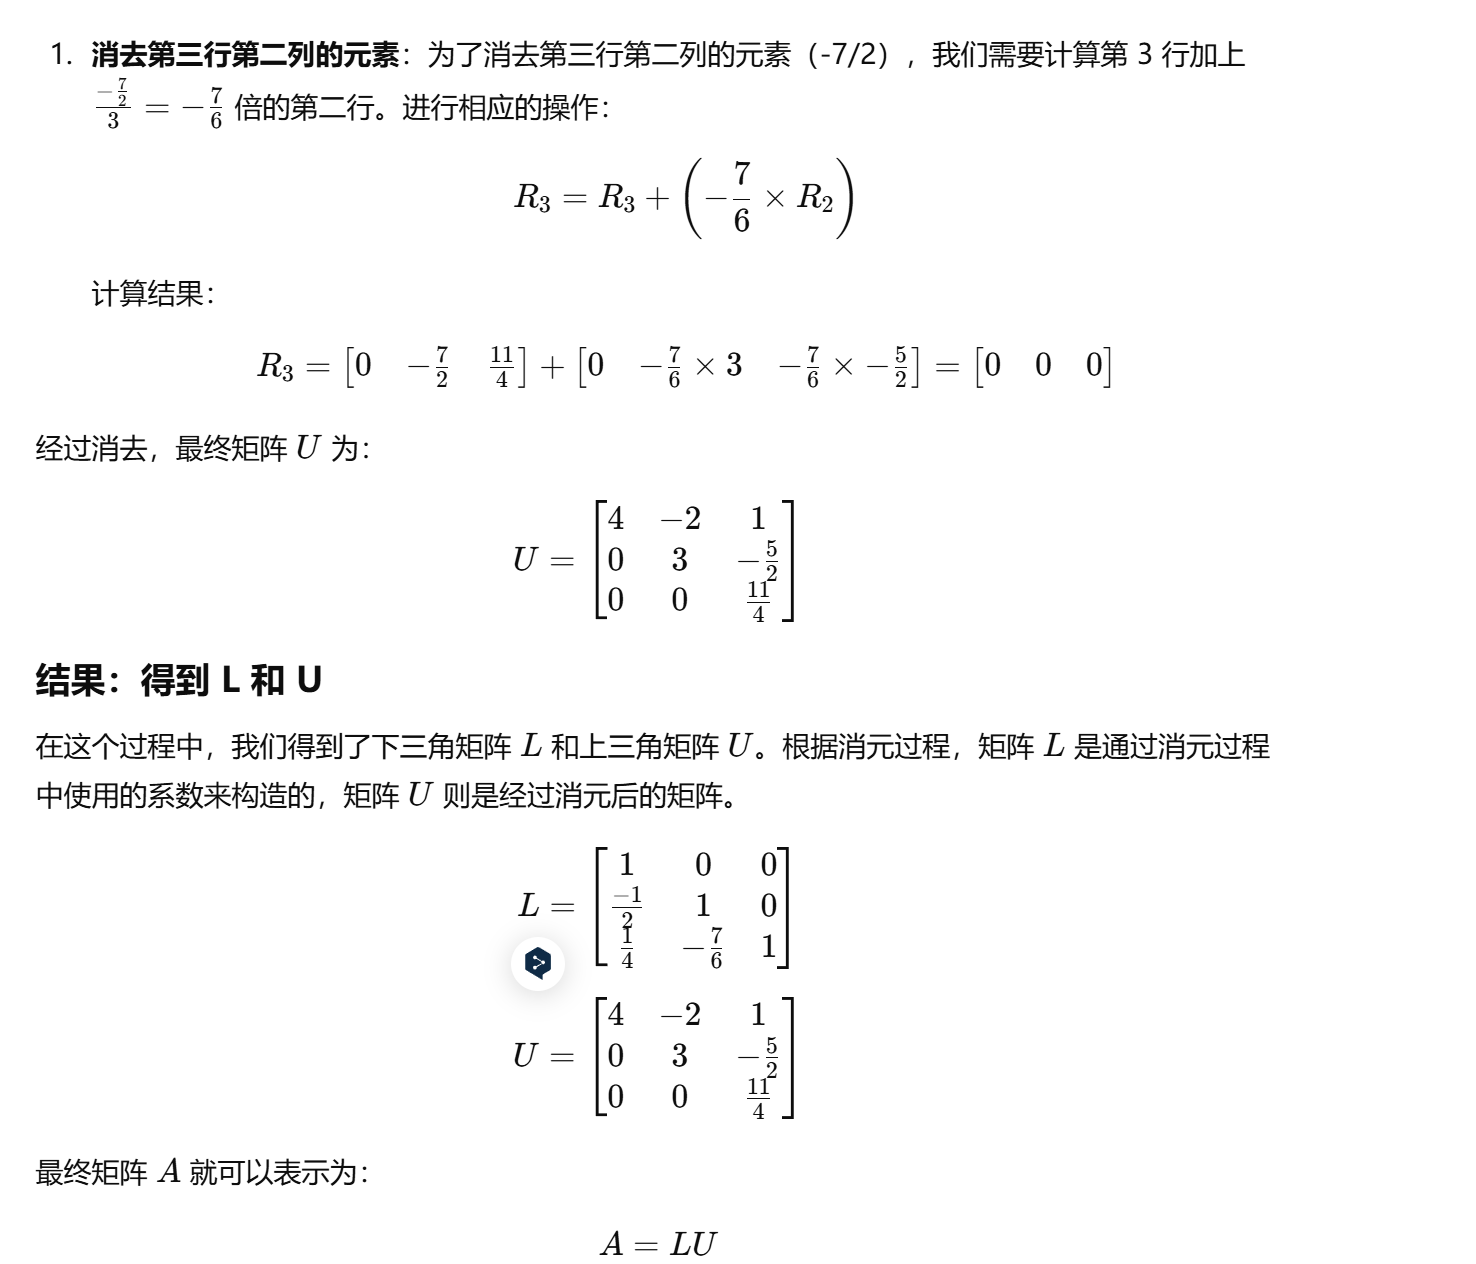 1. 消去第三行第二列的元素：为了消去第三行第二列的元素（-7/2），我们需要计算第 3 行加上
\frac{-\frac{7}{2}}{3} = -\frac{7}{6} 倍的第二行。进行相应的操作：
R_3 = R_3 + \left(-\frac{7}{6} \times R_2\right)
计算结果：
R_3 = [0 -\frac{7}{2} \frac{11}{4}] + [0 -\frac{7}{6} \times 3 -\frac{7}{6} \times -\frac{5}{2}] = [0 0 0]
经过消去，最终矩阵 U 为：
U = \begin{bmatrix} 4 & -2 & 1 \\ 0 & 3 & -\frac{5}{2} \\ 0 & 0 & \frac{11}{4} \end{bmatrix}
结果：得到 L 和 U
在这个过程中，我们得到了下三角矩阵 L 和上三角矩阵 U。根据消元过程，矩阵 L 是通过消元过程
中使用的系数来构造的，矩阵 U 则是经过消元后的矩阵。
L = \begin{bmatrix} 1 & 0 & 0 \\ \frac{-1}{2} & 1 & 0 \\ \frac{1}{4} & -\frac{7}{6} & 1 \end{bmatrix}
U = \begin{bmatrix} 4 & -2 & 1 \\ 0 & 3 & -\frac{5}{2} \\ 0 & 0 & \frac{11}{4} \end{bmatrix}
最终矩阵 A 就可以表示为：
A = LU